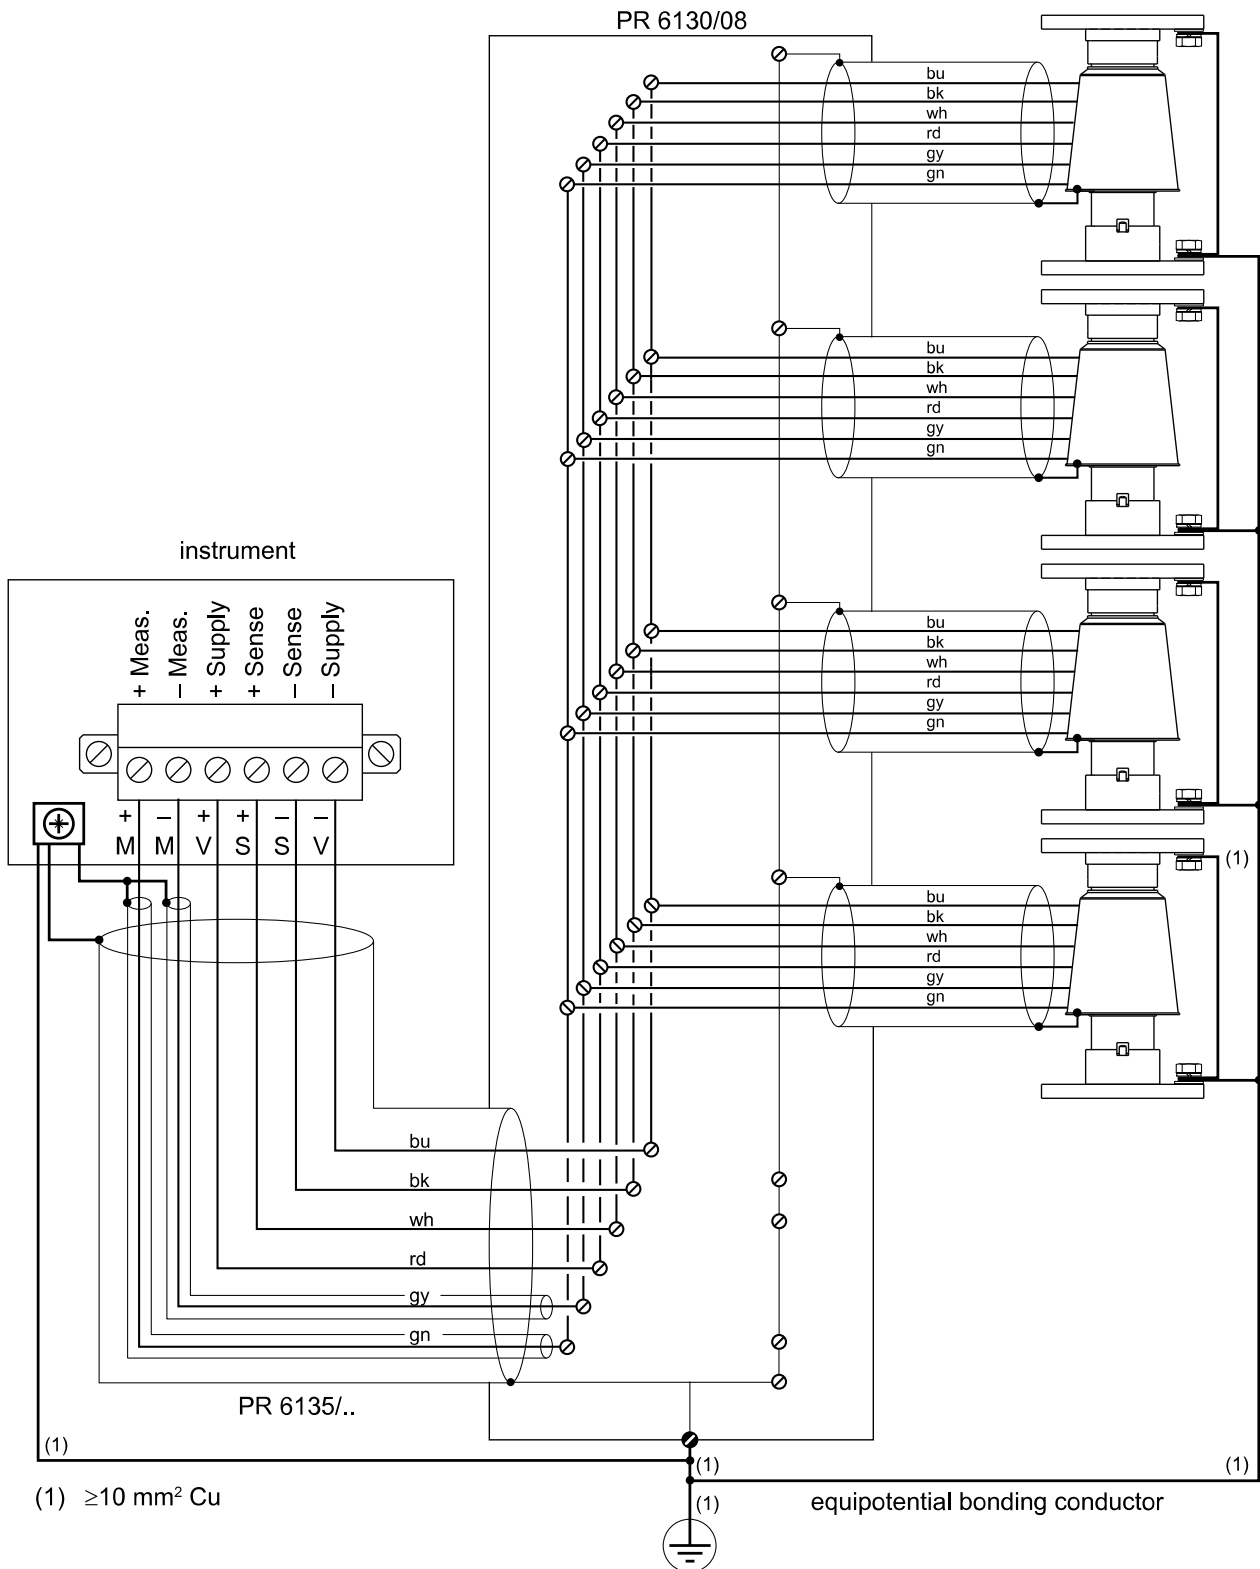 PR 6130/08
bu
bk
wh
rd
gy
gn
bu
bk
wh
rd
gy
gn
instrument
+ Meas.
– Meas.
+ Supply
+ Sense
– Sense
– Supply
bu
bk
wh
rd
gy
gn
+ – + + – –
M M V S S V
(1)
bu
bk
wh
rd
gy
gn
bu
bk
wh
rd
gy
gn
PR 6135/..
(1)
(1)
(1)
(1) ≥10 mm² Cu
(1)
equipotential bonding conductor